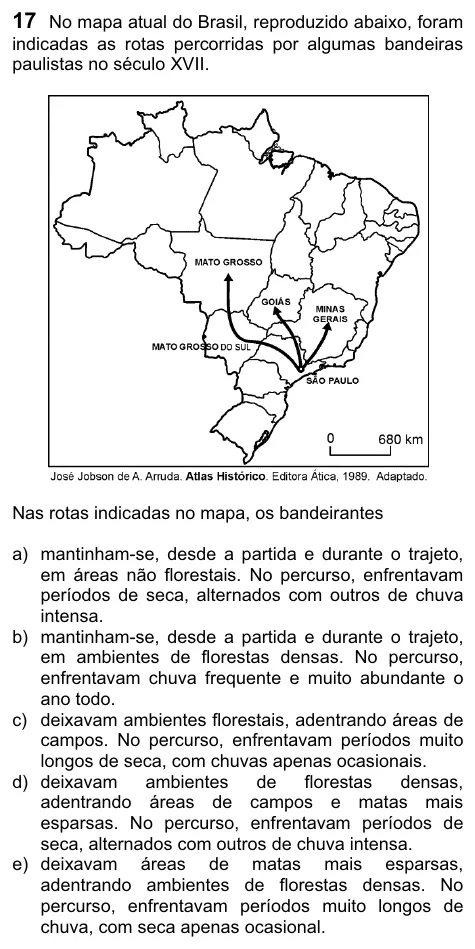 17 No mapa atual do Brasil, reproduzido abaixo, foram
indicadas as rotas percorridas por algumas bandeiras
paulistas no século XVII.
MATO GROSSO
GOIÁS
MINAS
GERAIS
MATO GROSSO DO SUL
SÃO PAULO
0 680 km
José Jobson de A. Arruda. Atlas Histórico. Editora Ática, 1989. Adaptado.
Nas rotas indicadas no mapa, os bandeirantes
a) mantinham-se, desde a partida e durante o trajeto,
em áreas não florestais. No percurso, enfrentavam
períodos de seca, alternados com outros de chuva
intensa.
b) mantinham-se, desde a partida e durante o trajeto,
em ambientes de florestas densas. No percurso,
enfrentavam chuva frequente e muito abundante o
ano todo.
c) deixavam ambientes florestais, adentrando áreas de
campos. No percurso, enfrentavam períodos muito
longos de seca, com chuvas apenas ocasionais.
d) deixavam ambientes de florestas densas,
adentrando áreas de campos e matas mais
esparsas. No percurso, enfrentavam períodos de
seca, alternados com outros de chuva intensa.
e) deixavam áreas de matas mais esparsas,
adentrando ambientes de florestas densas. No
percurso, enfrentavam períodos muito longos de
chuva, com seca apenas ocasional.